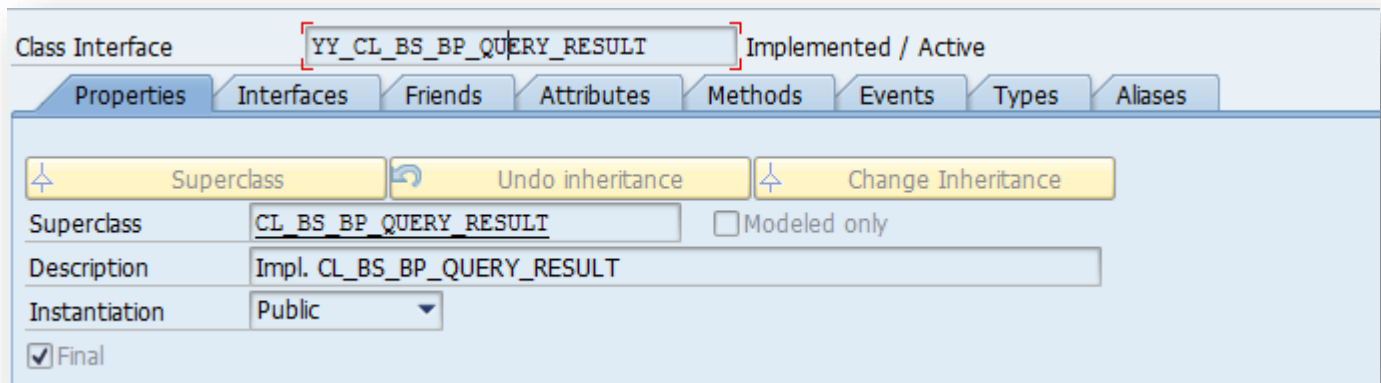 Class Interface YY_CL_BS_BP_QUERY_RESULT Implemented / Active
Properties Interfaces Friends Attributes Methods Events Types Aliases
Superclass Undo inheritance Change Inheritance
Superclass CL_BS_BP_QUERY_RESULT Modeled only
Description Impl. CL_BS_BP_QUERY_RESULT
Instantiation Public
Final